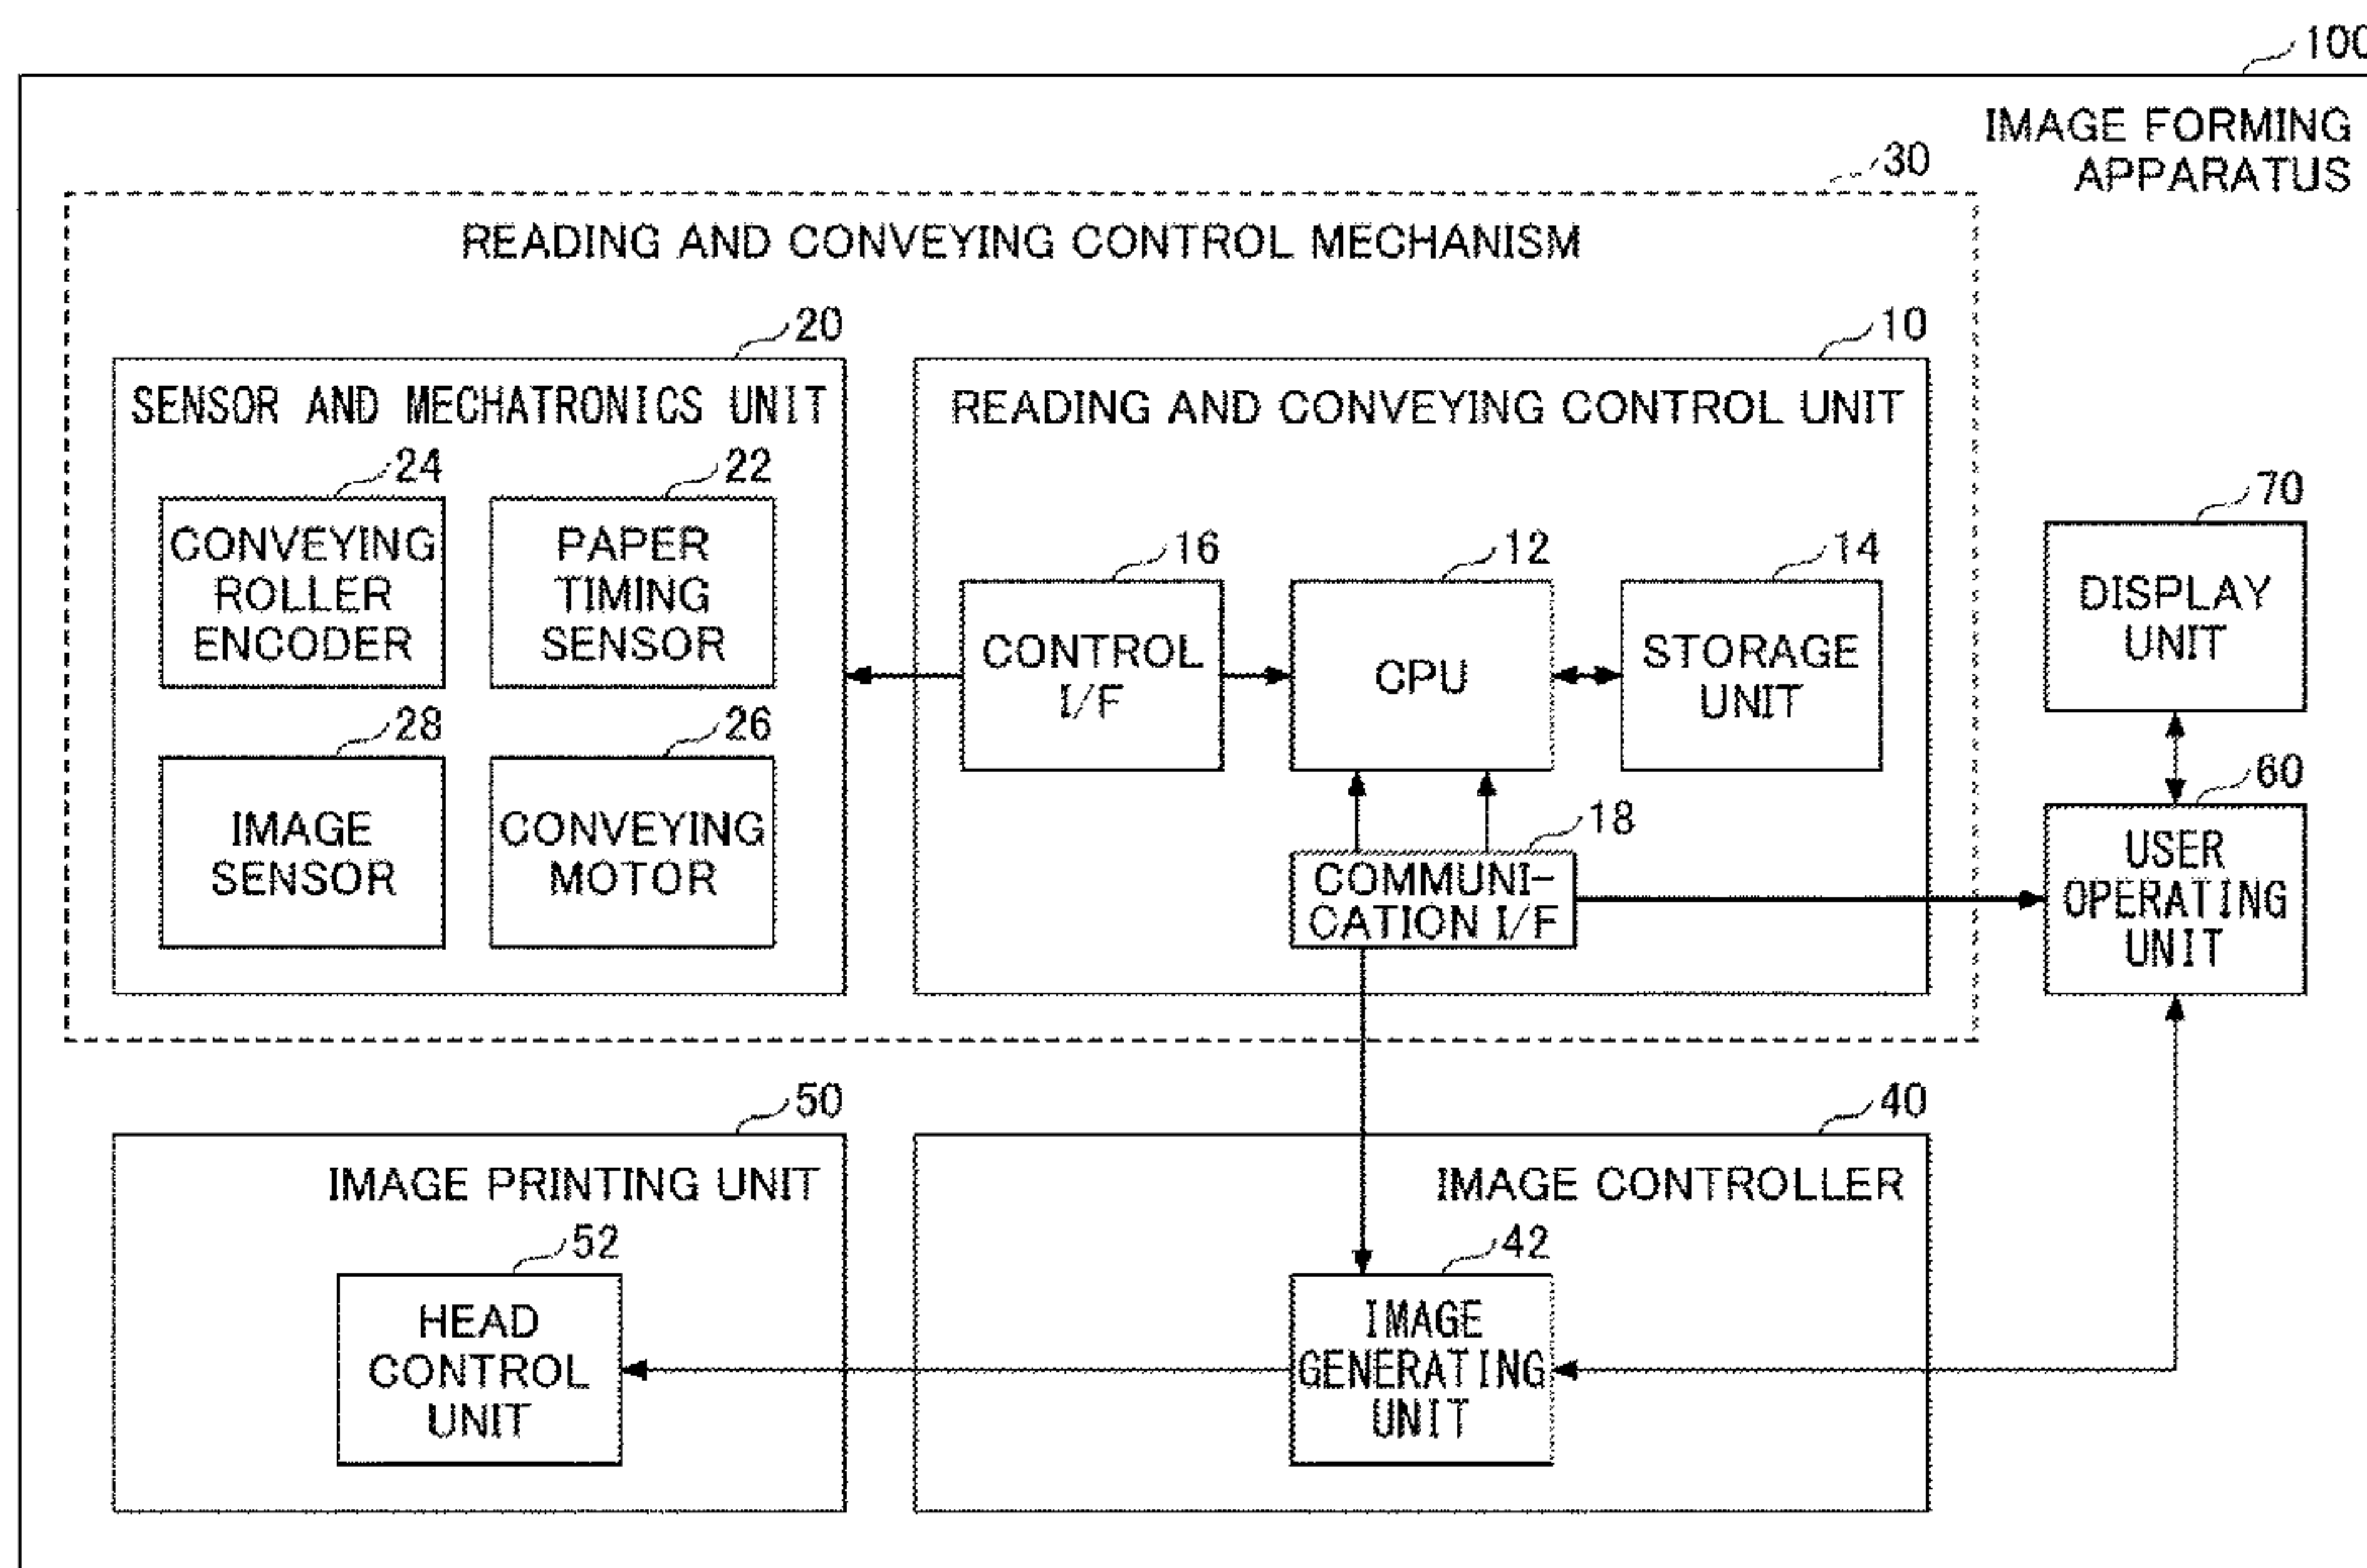 100
IMAGE FORMING
APPARATUS
30
READING AND CONVEYING CONTROL MECHANISM
20
SENSOR AND MECHATRONICS UNIT
24
CONVEYING
ROLLER
ENCODER
22
PAPER
TIMING
SENSOR
28
IMAGE
SENSOR
26
CONVEYING
MOTOR
10
READING AND CONVEYING CONTROL UNIT
16
CONTROL
I/F
12
CPU
14
STORAGE
UNIT
18
COMMUNI-
CATION I/F
70
DISPLAY
UNIT
60
USER
OPERATING
UNIT
50
IMAGE PRINTING UNIT
52
HEAD
CONTROL
UNIT
40
IMAGE CONTROLLER
42
IMAGE
GENERATING
UNIT